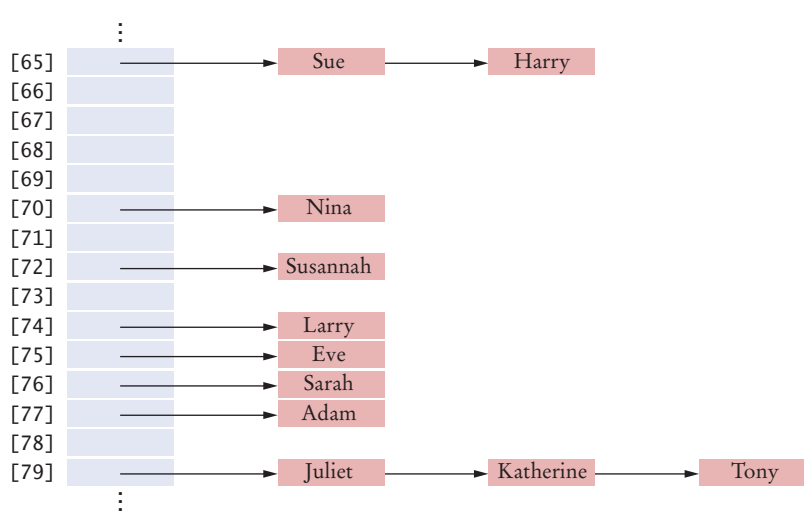 ⋮
[65] Sue Harry
[66]
[67]
[68]
[69]
[70] Nina
[71]
[72] Susannah
[73]
[74] Larry
[75] Eve
[76] Sarah
[77] Adam
[78]
[79] Juliet Katherine Tony
⋮